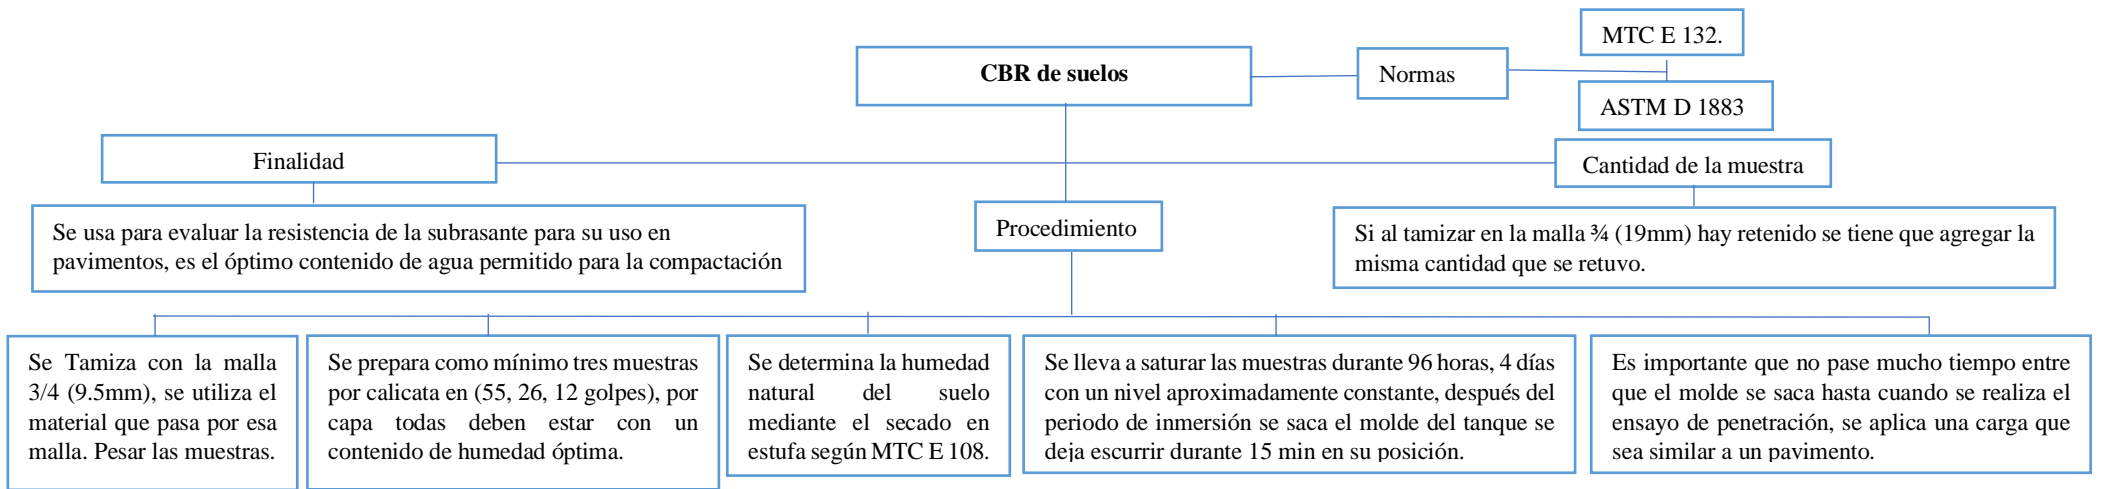 MTC E 132.
CBR de suelos
Normas
ASTM D 1883
Finalidad
Cantidad de la muestra
Se usa para evaluar la resistencia de la subrasante para su uso en
pavimentos, es el óptimo contenido de agua permitido para la compactación
Procedimiento
Si al tamizar en la malla ¾ (19mm) hay retenido se tiene que agregar la
misma cantidad que se retuvo.
Se Tamiza con la malla
3/4 (9.5mm), se utiliza el
material que pasa por esa
malla. Pesar las muestras.
Se prepara como mínimo tres muestras
por calicata en (55, 26, 12 golpes), por
capa todas deben estar con un
contenido de humedad óptima.
Se determina la humedad
natural del suelo
mediante el secado en
estufa según MTC E 108.
Se lleva a saturar las muestras durante 96 horas, 4 días
con un nivel aproximadamente constante, después del
periodo de inmersión se saca el molde del tanque se
deja escurrir durante 15 min en su posición.
Es importante que no pase mucho tiempo entre
que el molde se saca hasta cuando se realiza el
ensayo de penetración, se aplica una carga que
sea similar a un pavimento.